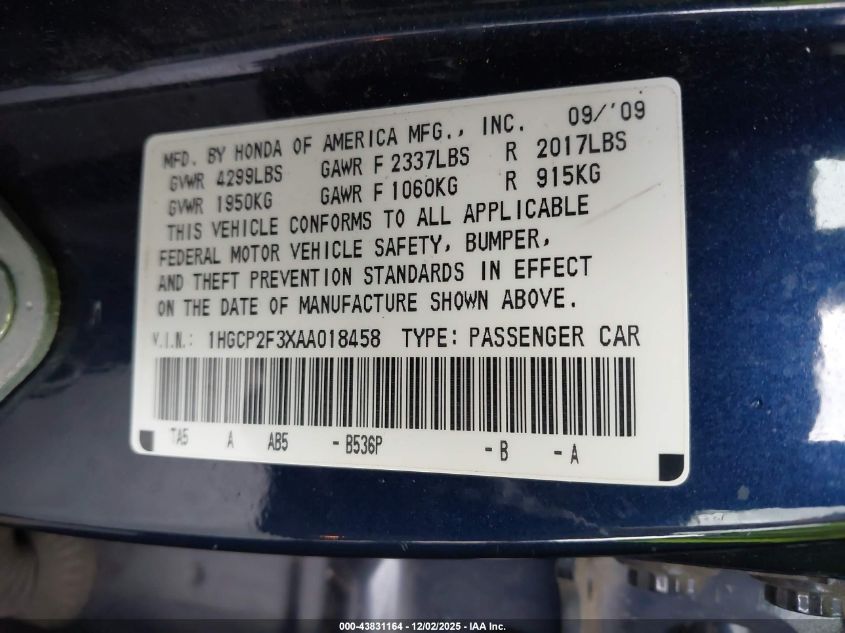 MFD. BY HONDA OF AMERICA MFG., INC. 09/'09
GVWR 4299LBS GAWR F 2337LBS R 2017LBS
GVWR 1950KG GAWR F 1060KG R 915KG
THIS VEHICLE CONFORMS TO ALL APPLICABLE
FEDERAL MOTOR VEHICLE SAFETY, BUMPER,
AND THEFT PREVENTION STANDARDS IN EFFECT
ON THE DATE OF MANUFACTURE SHOWN ABOVE.
V.I.N.: 1HGCP2F3XAA018458 TYPE: PASSENGER CAR
TA5 A AB5 - B536P - B - A
000-43831164 - 12/02/2025 - IAA Inc.